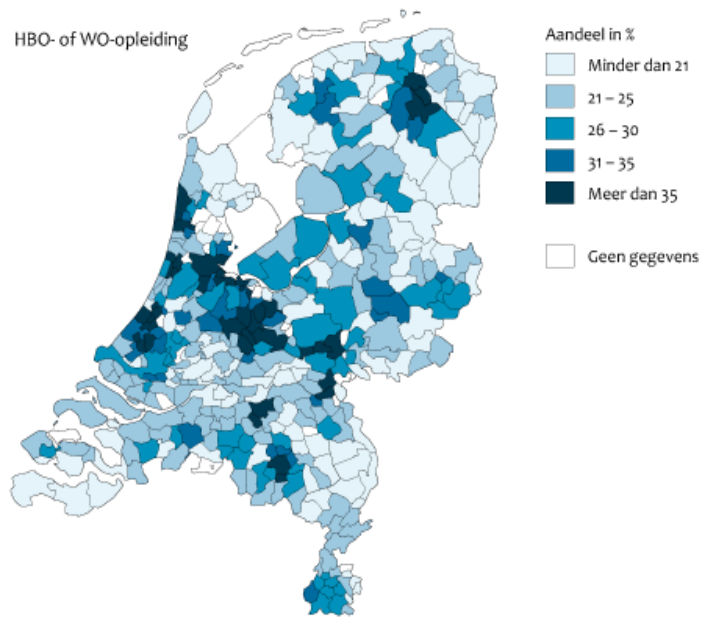 HBO- of WO-opleiding
Aandeel in %
Minder dan 21
21 – 25
26 – 30
31 – 35
Meer dan 35
Geen gegevens